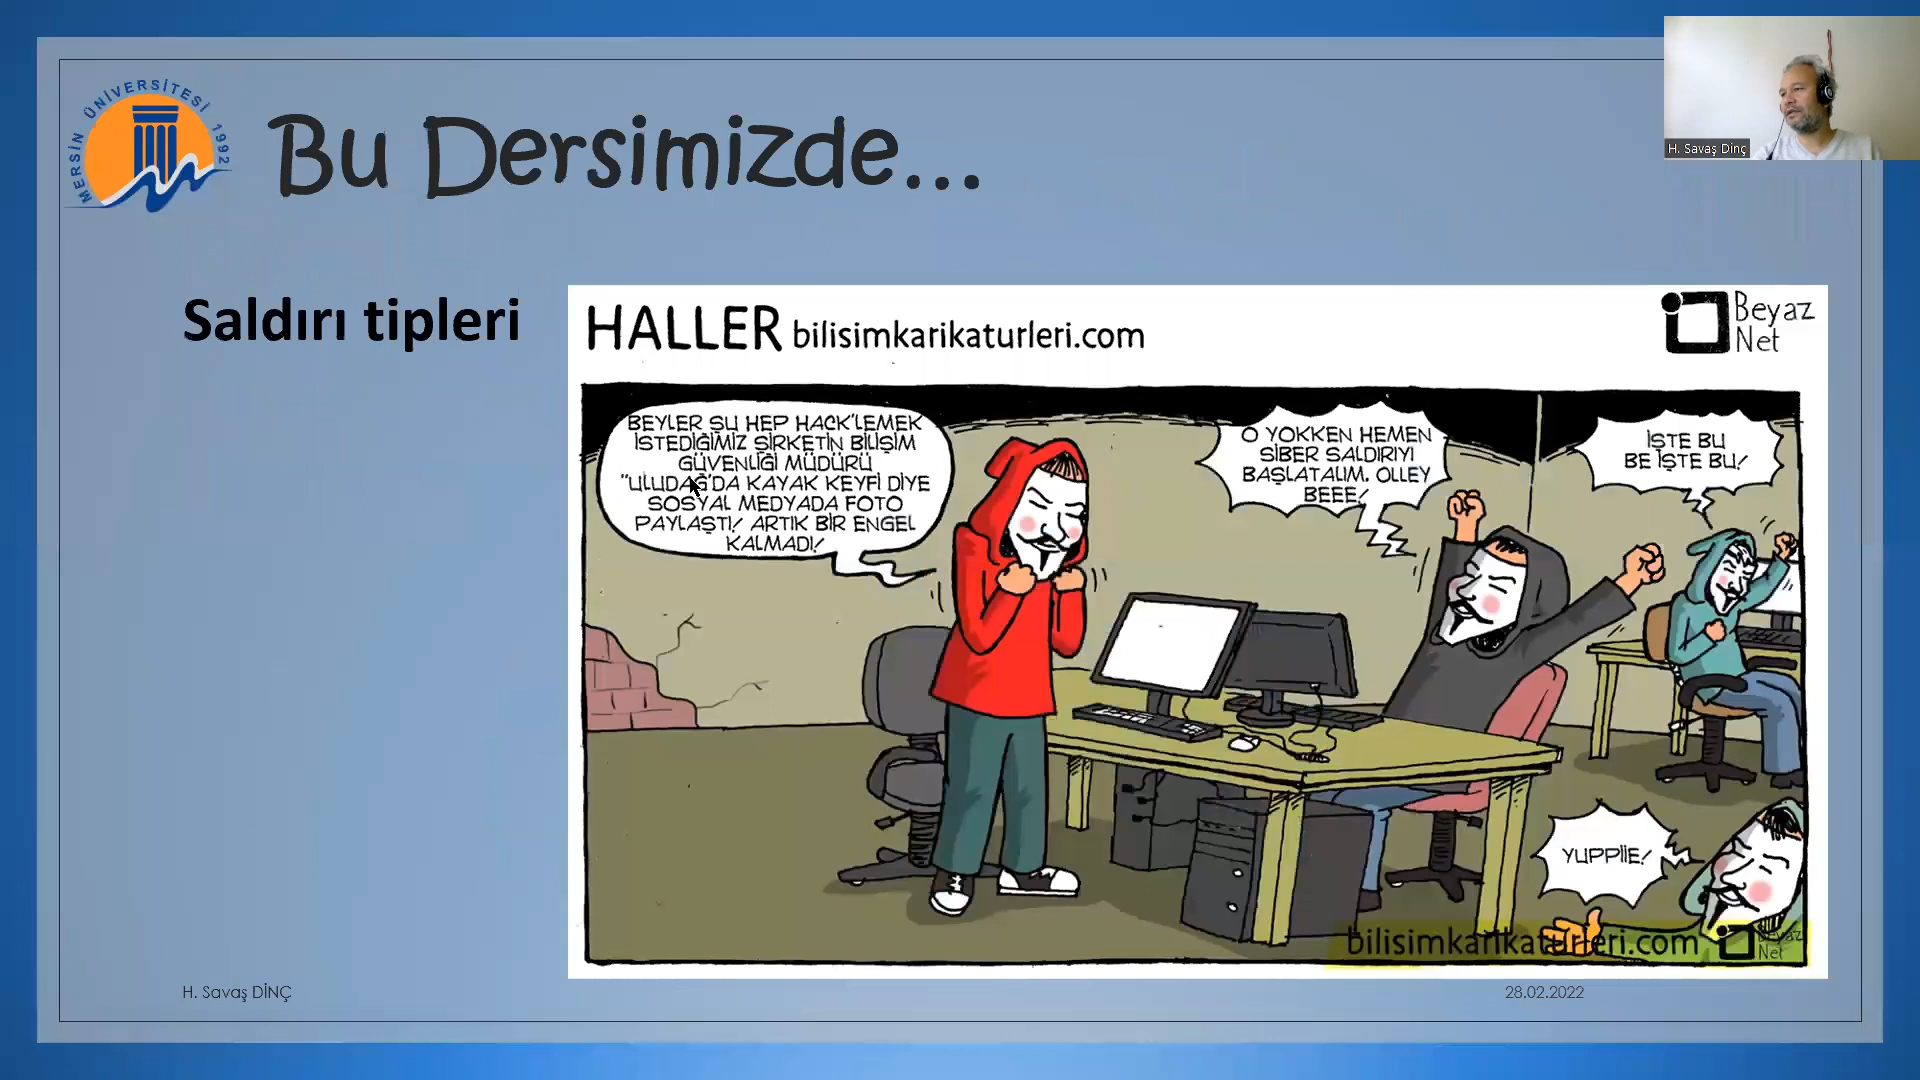 MERSİN ÜNİVERSİTESİ 1992
Bu Dersimizde...
H. Savaş Dinç
Saldırı tipleri
HALLER bilisimkarikaturleri.com
Beyaz
Net
BEYLER ŞU HEP HACK'LEMEK
İSTEDİĞİMİZ ŞİRKETİN BİLİŞİM
GÜVENLİĞİ MÜDÜRÜ
"ULUDAĞ'DA KAYAK KEYFİ DİYE
SOSYAL MEDYADA FOTO
PAYLAŞTI! ARTIK BİR ENGEL
KALMADI!
O YOKKEN HEMEN
SİBER SALDIRIYI
BAŞLATALIM. OLLEY
BEEE!
İŞTE BU
BE İŞTE BU!
YUPPIIE!
bilisimkarikaturleri.com
Beyaz
Net
H. Savaş DİNÇ
28.02.2022